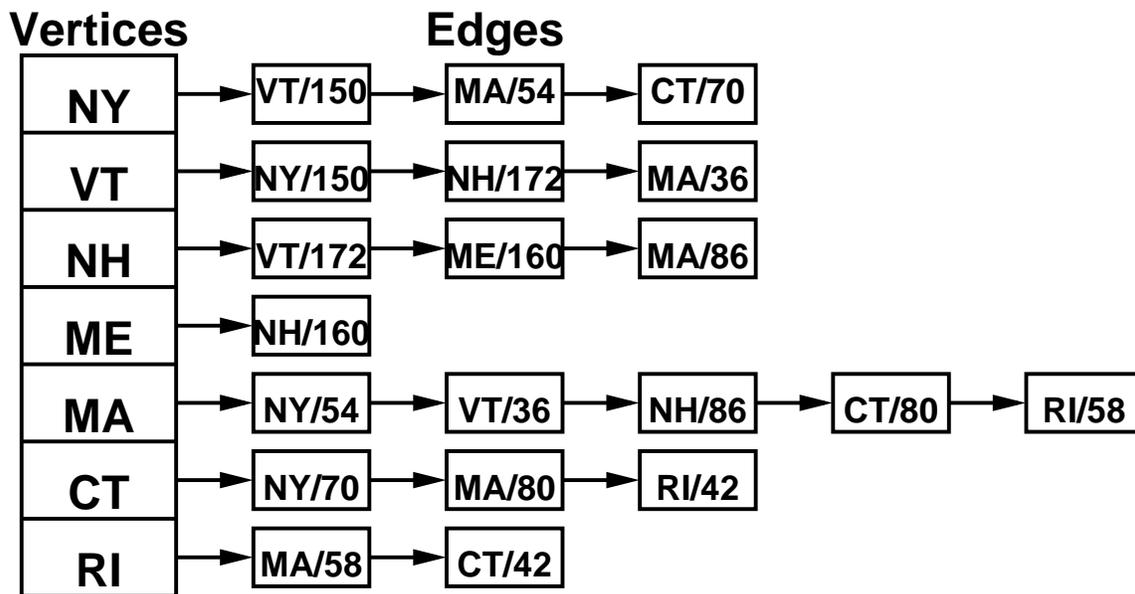 Vertices Edges
NY VT/150 MA/54 CT/70
VT NY/150 NH/172 MA/36
NH VT/172 ME/160 MA/86
ME NH/160
MA NY/54 VT/36 NH/86 CT/80 RI/58
CT NY/70 MA/80 RI/42
RI MA/58 CT/42